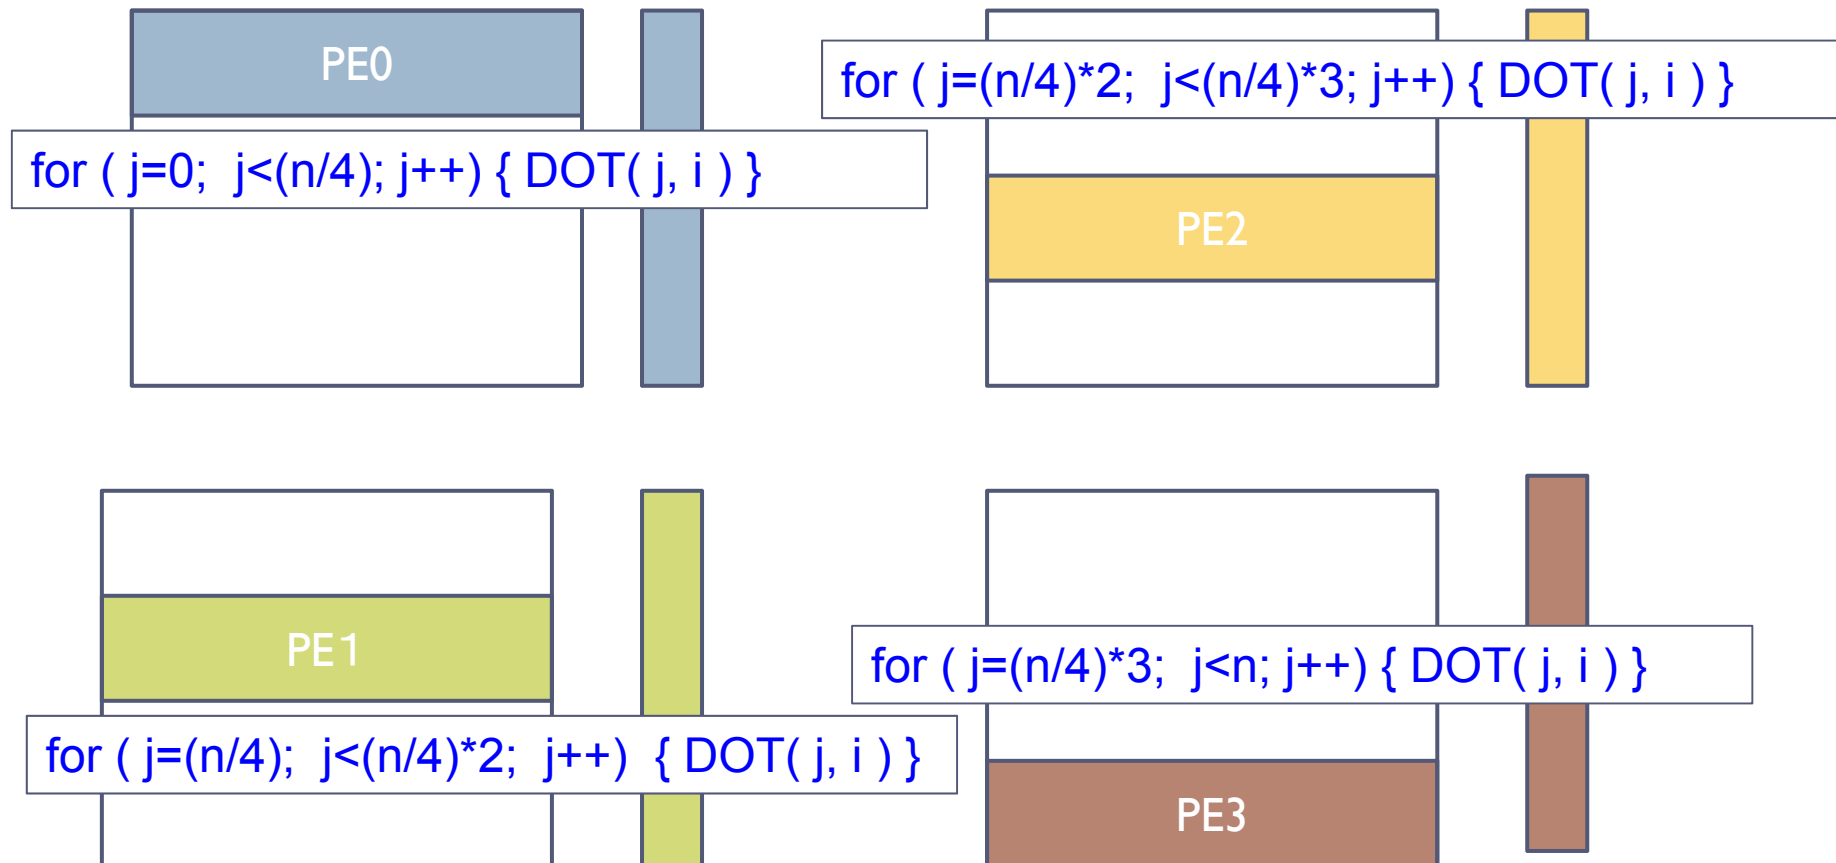 PE0
for ( j=0; j<(n/4); j++) { DOT( j, i ) }
for ( j=(n/4)*2; j<(n/4)*3; j++) { DOT( j, i ) }
PE2
PE1
for ( j=(n/4); j<(n/4)*2; j++) { DOT( j, i ) }
for ( j=(n/4)*3; j<n; j++) { DOT( j, i ) }
PE3